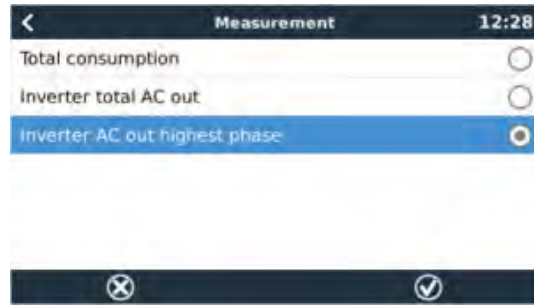 Measurement 12:28
Total consumption
Inverter total AC out
Inverter AC out highest phase